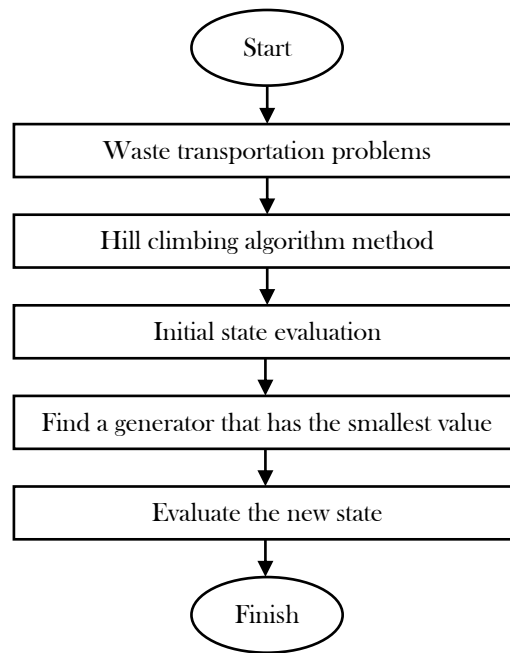 Start
Waste transportation problems
Hill climbing algorithm method
Initial state evaluation
Find a generator that has the smallest value
Evaluate the new state
Finish